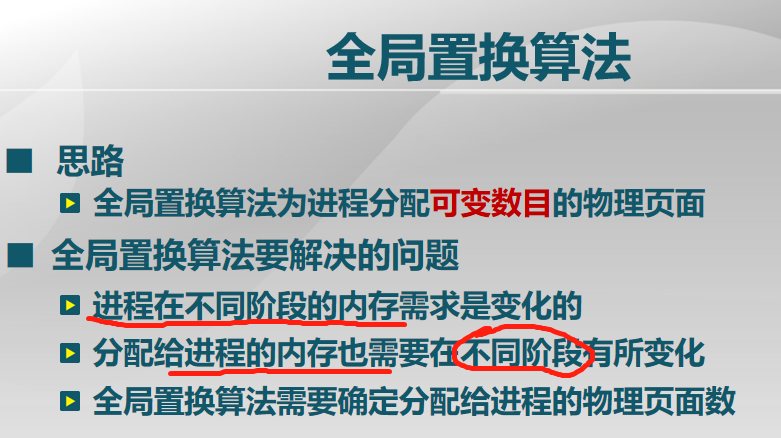 全局置换算法
思路
全局置换算法为进程分配可变数目的物理页面
全局置换算法要解决的问题
进程在不同阶段的内存需求是变化的
分配给进程的内存也需要在不同阶段有所变化
全局置换算法需要确定分配给进程的物理页面数